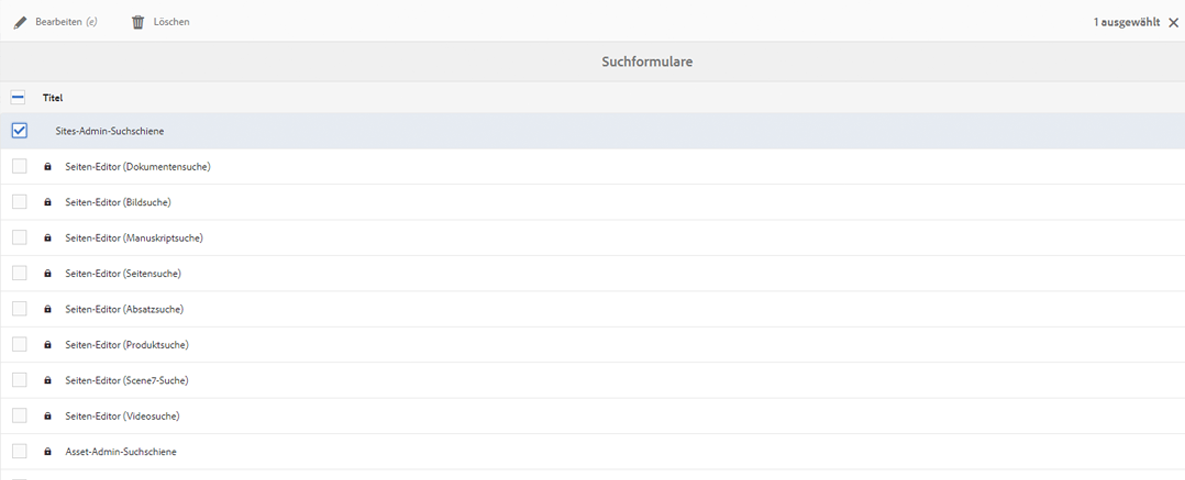 Bearbeiten (e) Löschen 1 ausgewählt
Suchformulare
Titel
Sites-Admin-Suchschiene
Seiten-Editor (Dokumentensuche)
Seiten-Editor (Bildsuche)
Seiten-Editor (Manuskriptsuche)
Seiten-Editor (Seitensuche)
Seiten-Editor (Absatzsuche)
Seiten-Editor (Produktsuche)
Seiten-Editor (Scene7-Suche)
Seiten-Editor (Videosuche)
Asset-Admin-Suchschiene